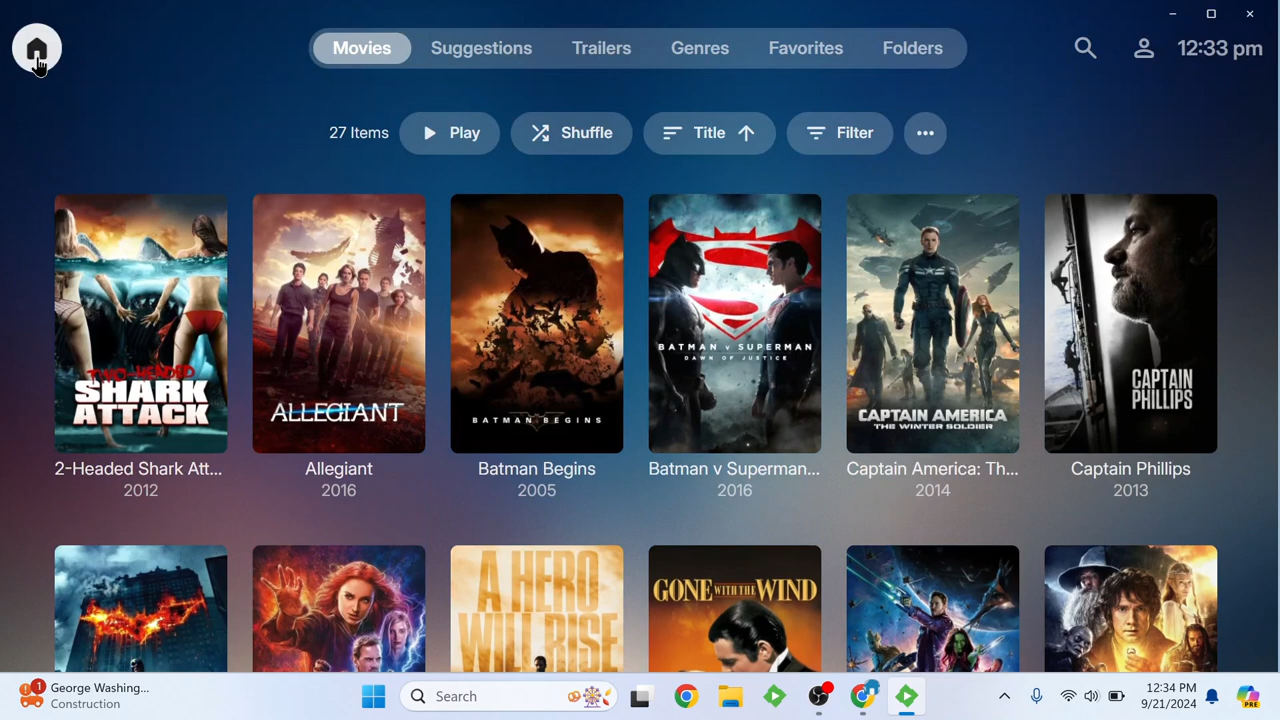 Movies Suggestions Trailers Genres Favorites Folders 12:33 pm
27 Items Play Shuffle Title Filter
TWO-HEADED
SHARK
ATTACK
ALLEGIANT
BATMAN BEGINS
BATMAN v SUPERMAN
DAWN OF JUSTICE
CAPTAIN AMERICA
THE WINTER SOLDIER
CAPTAIN
PHILLIPS
2-Headed Shark Att... Allegiant Batman Begins Batman v Superman... Captain America: Th... Captain Phillips
2012 2016 2005 2016 2014 2013
A HERO
WILL RISE
GONE WITH THE WIND
1 George Washing...
Construction
Search
PRE
12:34 PM
9/21/2024